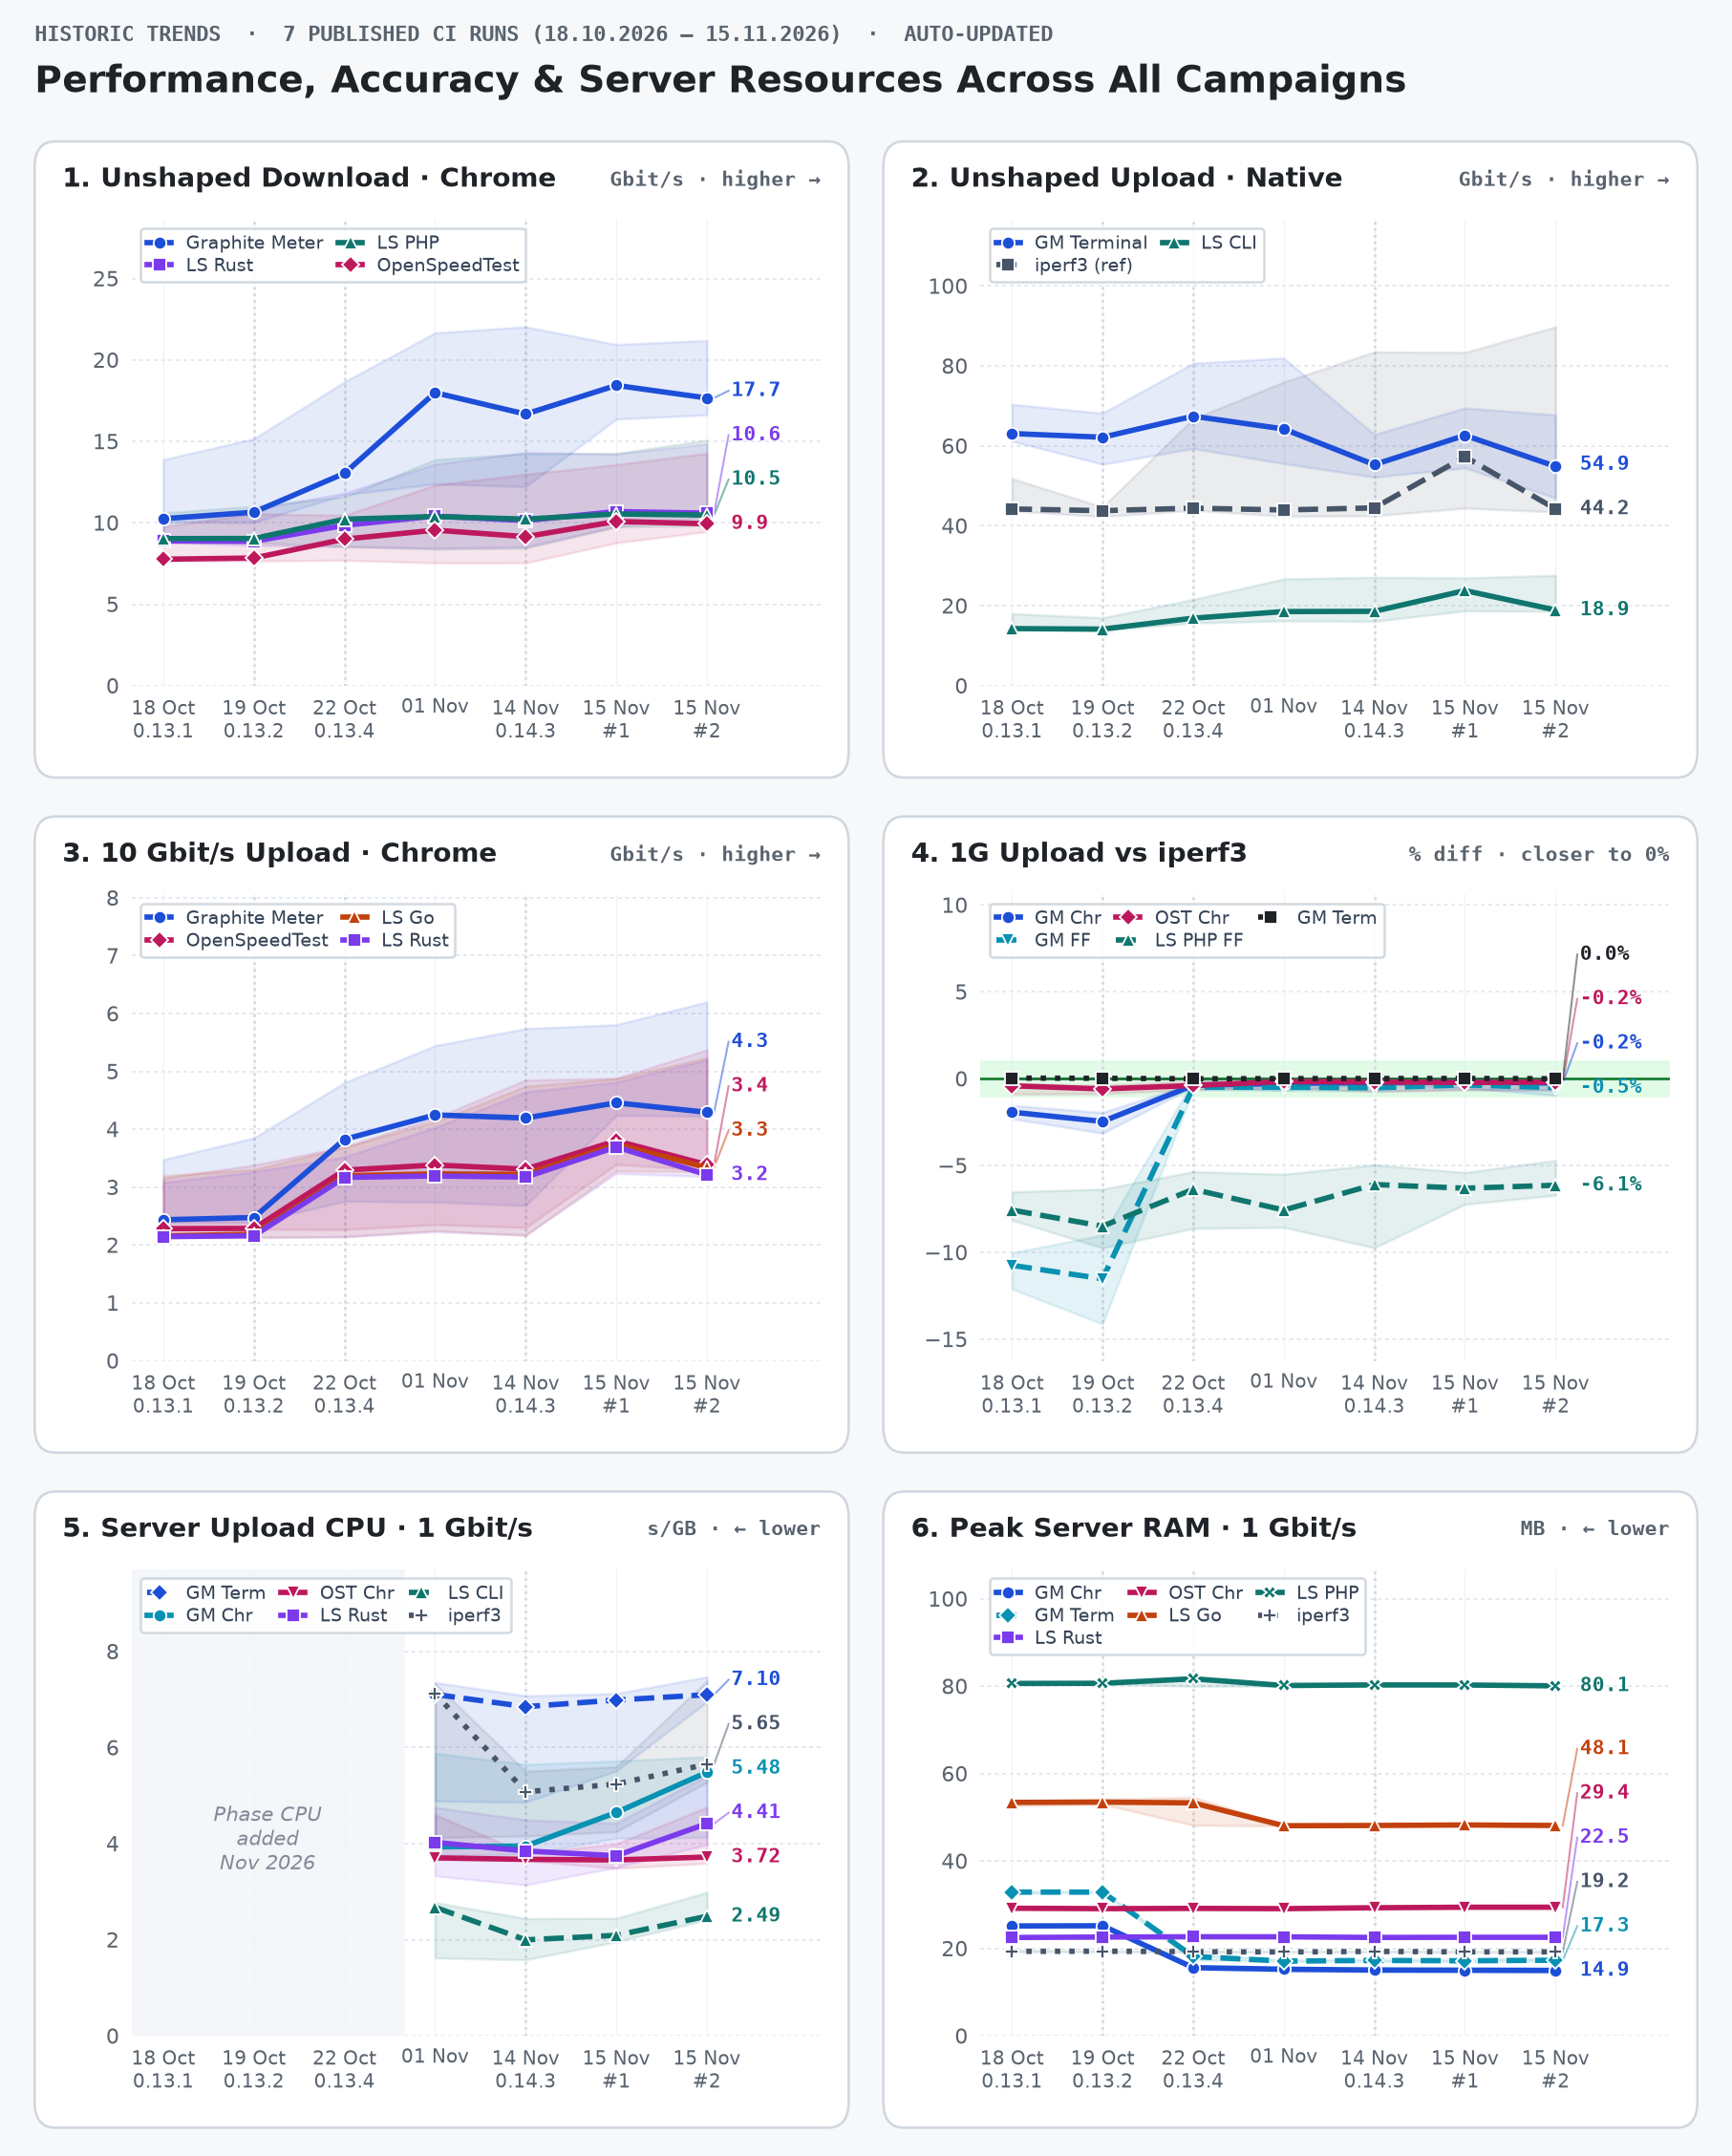 HISTORIC TRENDS · 7 PUBLISHED CI RUNS (18.10.2026 — 15.11.2026) · AUTO-UPDATED
Performance, Accuracy & Server Resources Across All Campaigns
1. Unshaped Download · Chrome
Gbit/s · higher →
Graphite Meter
LS PHP
LS Rust
OpenSpeedTest
25
20
15
10
5
0
17.7
10.6
10.5
9.9
18 Oct 19 Oct 22 Oct 01 Nov 14 Nov 15 Nov 15 Nov
0.13.1 0.13.2 0.13.4 0.14.3 #1 #2
2. Unshaped Upload · Native
Gbit/s · higher →
GM Terminal
LS CLI
iperf3 (ref)
100
80
60
40
20
0
54.9
44.2
18.9
18 Oct 19 Oct 22 Oct 01 Nov 14 Nov 15 Nov 15 Nov
0.13.1 0.13.2 0.13.4 0.14.3 #1 #2
3. 10 Gbit/s Upload · Chrome
Gbit/s · higher →
Graphite Meter
LS Go
OpenSpeedTest
LS Rust
8
7
6
5
4
3
2
1
0
4.3
3.4
3.3
3.2
18 Oct 19 Oct 22 Oct 01 Nov 14 Nov 15 Nov 15 Nov
0.13.1 0.13.2 0.13.4 0.14.3 #1 #2
4. 1G Upload vs iperf3
% diff · closer to 0%
GM Chr
OST Chr
GM Term
GM FF
LS PHP FF
10
5
0
−5
−10
−15
0.0%
-0.2%
-0.2%
-0.5%
-6.1%
18 Oct 19 Oct 22 Oct 01 Nov 14 Nov 15 Nov 15 Nov
0.13.1 0.13.2 0.13.4 0.14.3 #1 #2
5. Server Upload CPU · 1 Gbit/s
s/GB · ← lower
GM Term
OST Chr
LS CLI
GM Chr
LS Rust
iperf3
8
6
4
2
0
Phase CPU
added
Nov 2026
7.10
5.65
5.48
4.41
3.72
2.49
18 Oct 19 Oct 22 Oct 01 Nov 14 Nov 15 Nov 15 Nov
0.13.1 0.13.2 0.13.4 0.14.3 #1 #2
6. Peak Server RAM · 1 Gbit/s
MB · ← lower
GM Chr
OST Chr
LS PHP
GM Term
LS Go
iperf3
LS Rust
100
80
60
40
20
0
80.1
48.1
29.4
22.5
19.2
17.3
14.9
18 Oct 19 Oct 22 Oct 01 Nov 14 Nov 15 Nov 15 Nov
0.13.1 0.13.2 0.13.4 0.14.3 #1 #2